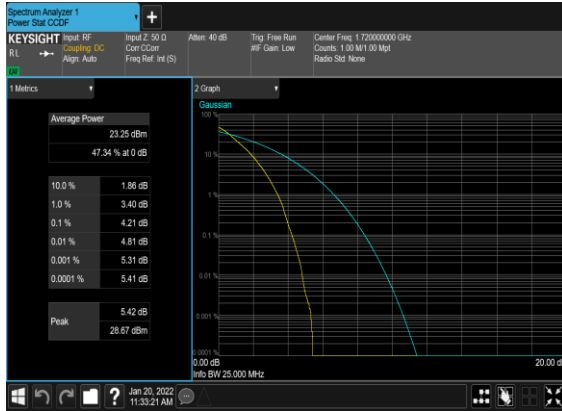 Spectrum Analyzer 1
Power Stat CCDF
KEYSIGHT
RL
Input: RF
Coupling: DC
Align: Auto
Input Z: 50 Ω
Corr CCorr
Freq Ref: Int (S)
Atten: 40 dB
Trig: Free Run
#IF Gain: Low
Center Freq: 1.720000000 GHz
Counts: 1.00 M/1.00 Mpt
Radio Std: None
LU
1 Metrics
Average Power
23.25 dBm
47.34 % at 0 dB
10.0 % 1.86 dB
1.0 % 3.40 dB
0.1 % 4.21 dB
0.01 % 4.81 dB
0.001 % 5.31 dB
0.0001 % 5.41 dB
Peak
5.42 dB
28.67 dBm
2 Graph
Gaussian
100 %
10 %
1 %
0.1 %
0.01 %
0.001 %
0.0001 %
0.00 dB
20.00 d
Info BW 25.000 MHz
?
Jan 20, 2022
11:33:21 AM